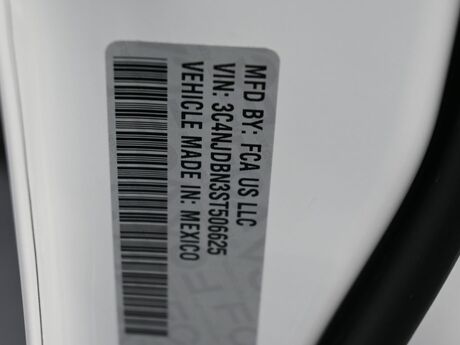 MFD BY: FCA US LLC
VIN: 3C4NJDBN3ST506625
VEHICLE MADE IN: MEXICO